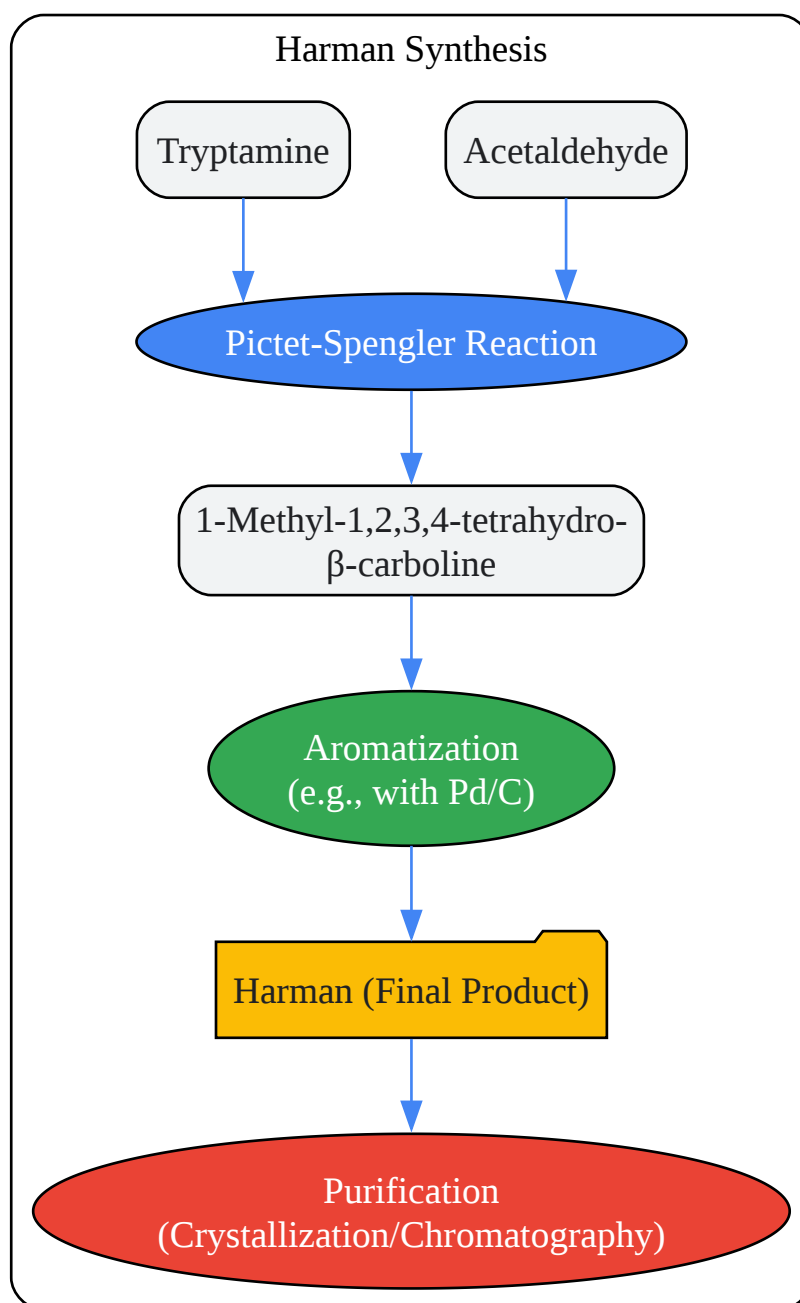 Harman Synthesis
Tryptamine
Acetaldehyde
Pictet-Spengler Reaction
1-Methyl-1,2,3,4-tetrahydro-
β-carboline
Aromatization
(e.g., with Pd/C)
Harman (Final Product)
Purification
(Crystallization/Chromatography)